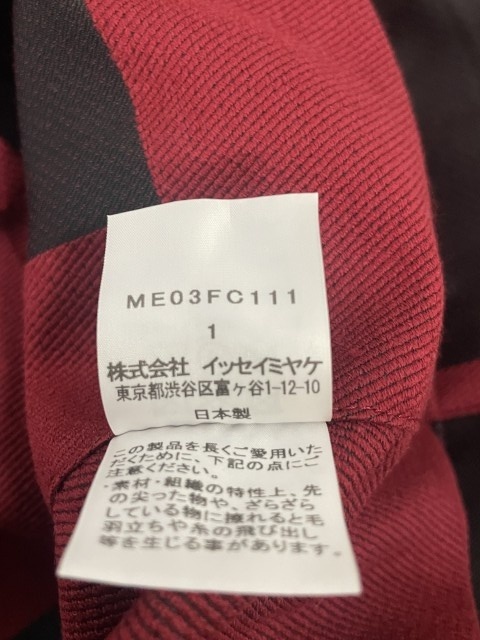 ME03FC111
1
株式会社 イッセイミヤケ
東京都渋谷区富ヶ谷1-12-10
日本製
この製品を長くご愛用いた
だくために、下記の点にご
注意ください。
・素材・組織の特性上、先
の尖った物や、ざらざら
している物に擦れると毛
羽立ちや糸の飛び出し
等を生じる事があります。